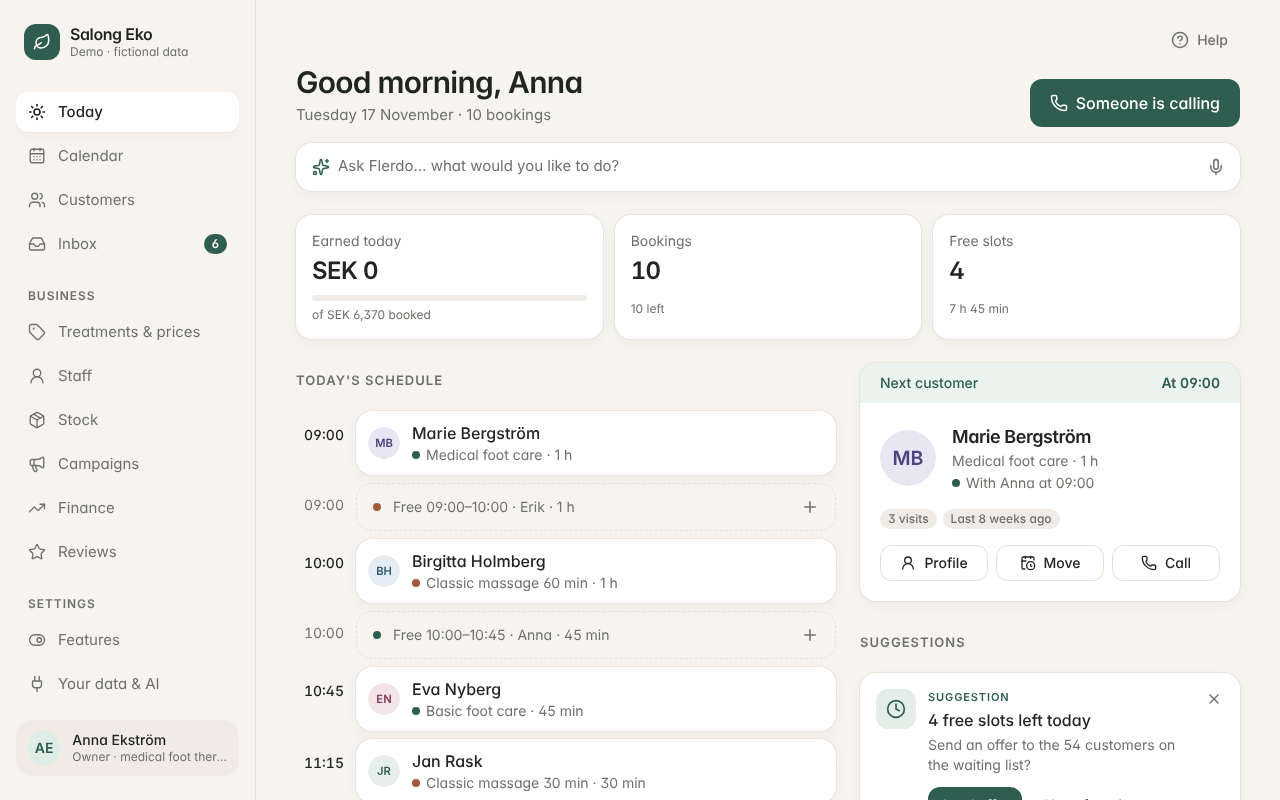 Salong Eko
Demo · fictional data
Today
Calendar
Customers
Inbox
6
BUSINESS
Treatments & prices
Staff
Stock
Campaigns
Finance
Reviews
SETTINGS
Features
Your data & AI
AE
Anna Ekström
Owner · medical foot ther...
Help
Good morning, Anna
Tuesday 17 November · 10 bookings
Someone is calling
Ask Flerdo... what would you like to do?
Earned today
SEK 0
of SEK 6,370 booked
Bookings
10
10 left
Free slots
4
7 h 45 min
TODAY'S SCHEDULE
09:00
MB
Marie Bergström
Medical foot care · 1 h
09:00
Free 09:00–10:00 · Erik · 1 h
10:00
BH
Birgitta Holmberg
Classic massage 60 min · 1 h
10:00
Free 10:00–10:45 · Anna · 45 min
10:45
EN
Eva Nyberg
Basic foot care · 45 min
11:15
JR
Jan Rask
Classic massage 30 min · 30 min
Next customer
At 09:00
MB
Marie Bergström
Medical foot care · 1 h
With Anna at 09:00
3 visits
Last 8 weeks ago
Profile
Move
Call
SUGGESTIONS
SUGGESTION
4 free slots left today
Send an offer to the 54 customers on
the waiting list?